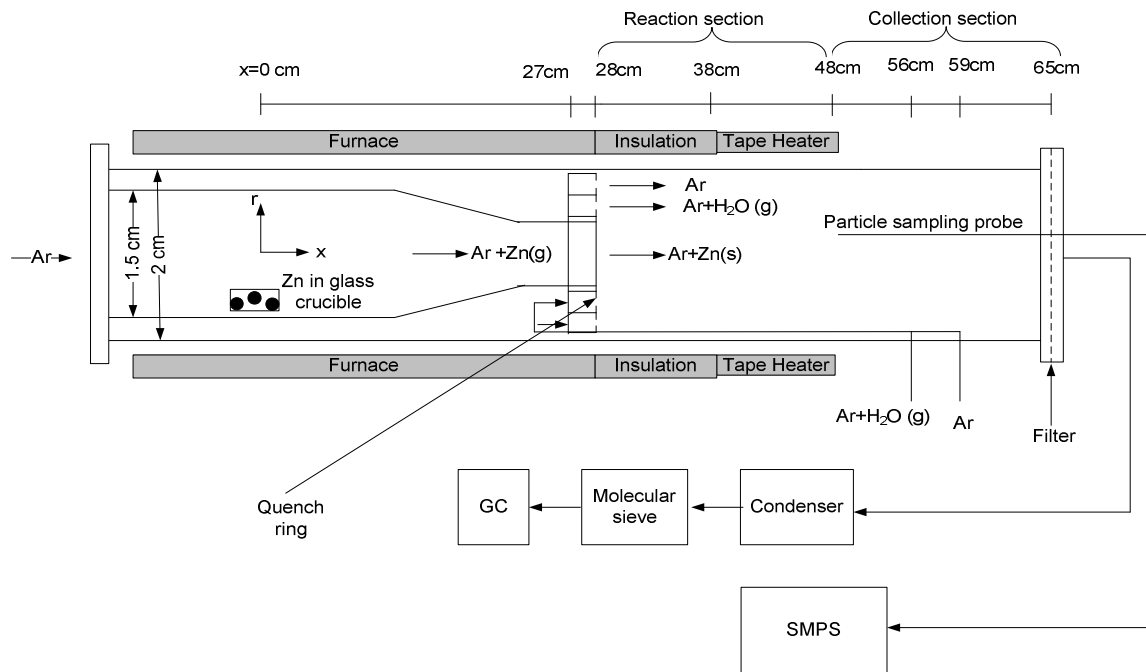 Reaction section
Collection section
x=0 cm
27cm
28cm
38cm
48cm
56cm
59cm
65cm
Furnace
Insulation
Tape Heater
Ar
Ar+H₂O (g)
r
Particle sampling probe
Ar
1.5 cm
2 cm
x
Ar +Zn(g)
Ar+Zn(s)
Zn in glass
crucible
Furnace
Insulation
Tape Heater
Ar+H₂O (g)
Ar
Filter
Quench
ring
GC
Molecular
sieve
Condenser
SMPS